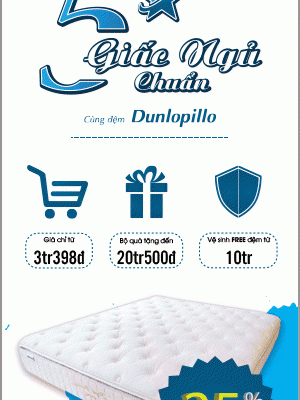 5
Giấc Ngủ
Chuẩn
Cùng đệm Dunlopillo
Giá chỉ từ
3tr398đ
Bộ quà tặng đến
20tr500đ
Vệ sinh FREE đệm từ
10tr
%